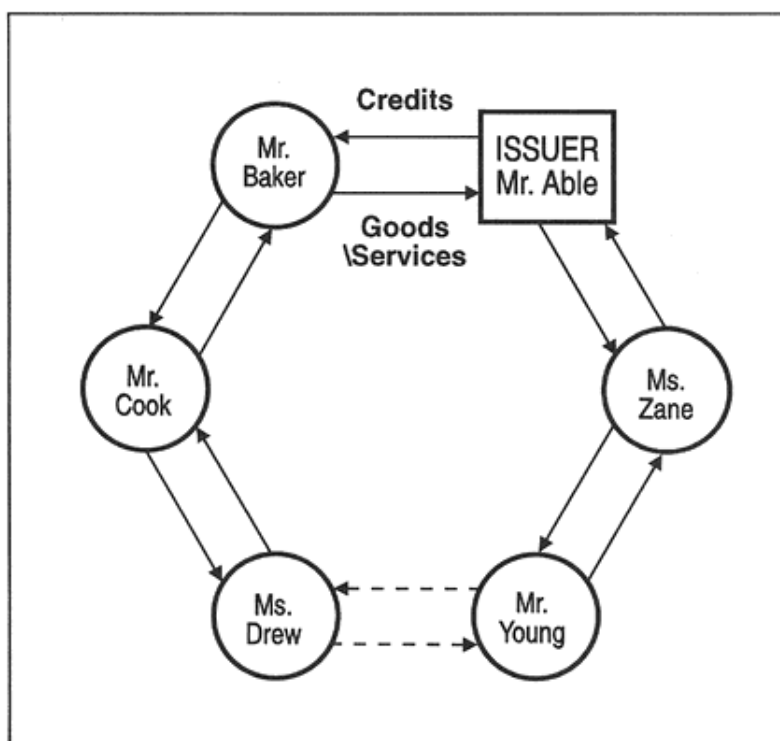 Credits
Mr.
Baker
ISSUER
Mr. Able
Goods
\Services
Mr.
Cook
Ms.
Zane
Ms.
Drew
Mr.
Young